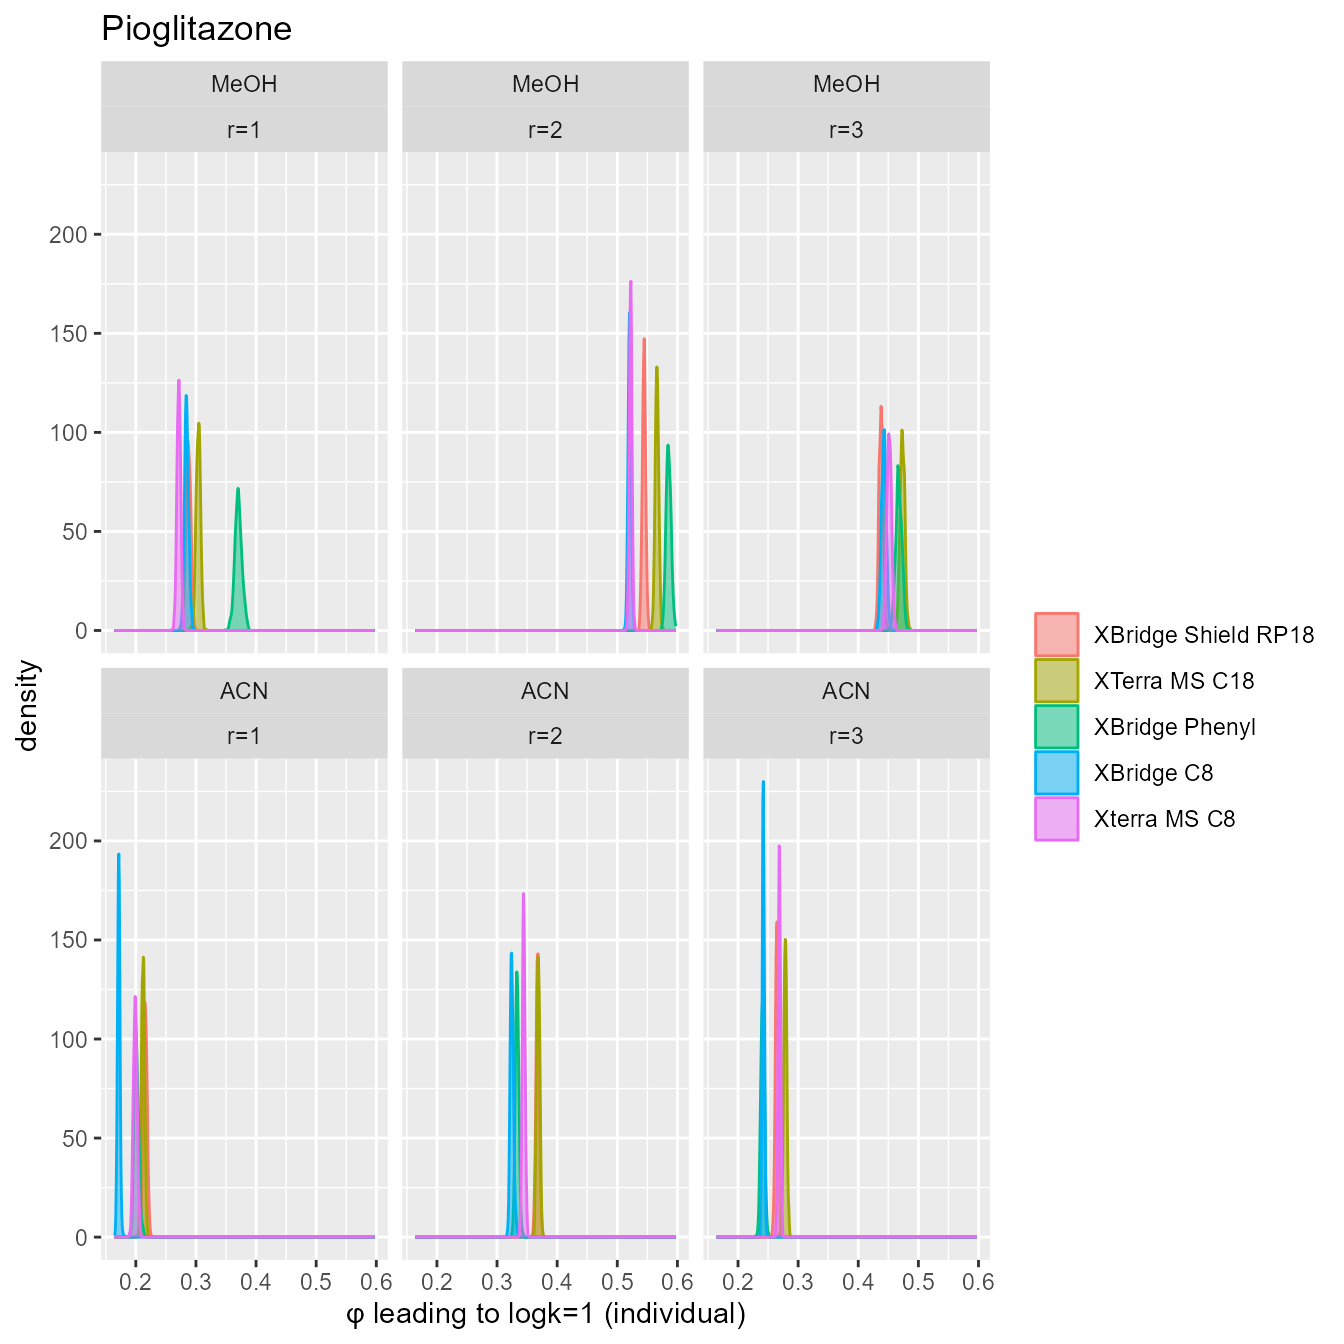 Pioglitazone
MeOH MeOH MeOH
r=1 r=2 r=3
200
150
100
50
0
ACN ACN ACN
r=1 r=2 r=3
200
150
100
50
0
0.2 0.3 0.4 0.5 0.6 0.2 0.3 0.4 0.5 0.6 0.2 0.3 0.4 0.5 0.6
φ leading to logk=1 (individual)
density
XBridge Shield RP18
XTerra MS C18
XBridge Phenyl
XBridge C8
Xterra MS C8